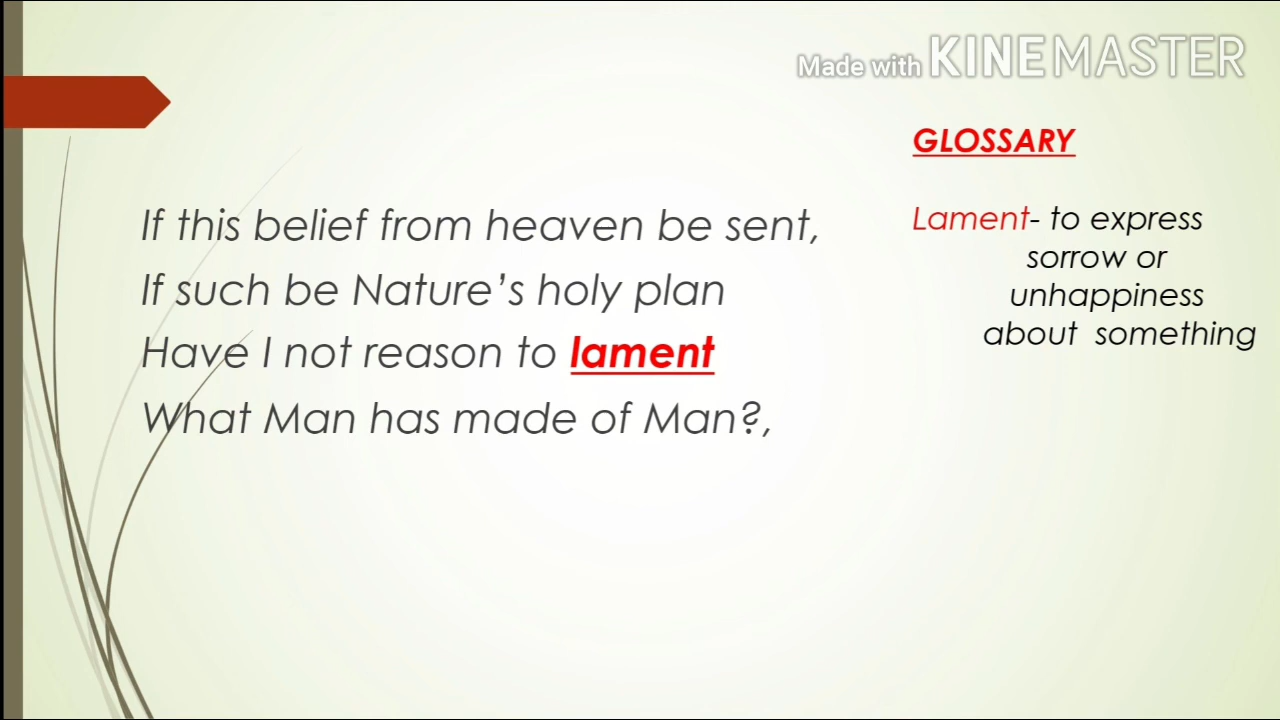 Made with KINEMASTER
GLOSSARY
If this belief from heaven be sent,
If such be Nature’s holy plan
Have I not reason to lament
What Man has made of Man?,
Lament- to express
sorrow or
unhappiness
about something